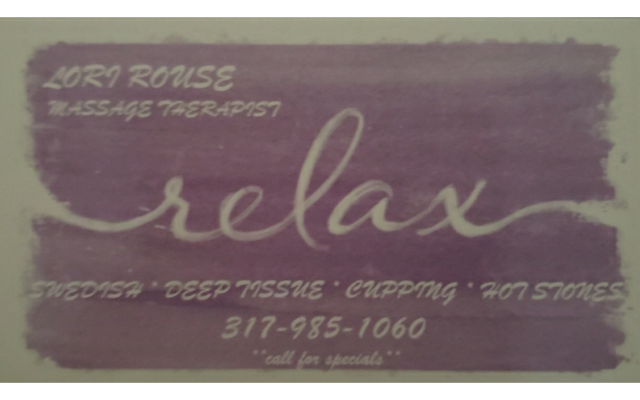 LORI ROUSE
MASSAGE THERAPIST
relax
SWEDISH * DEEP TISSUE * CUPPING * HOT STONES
317-985-1060
**call for specials**